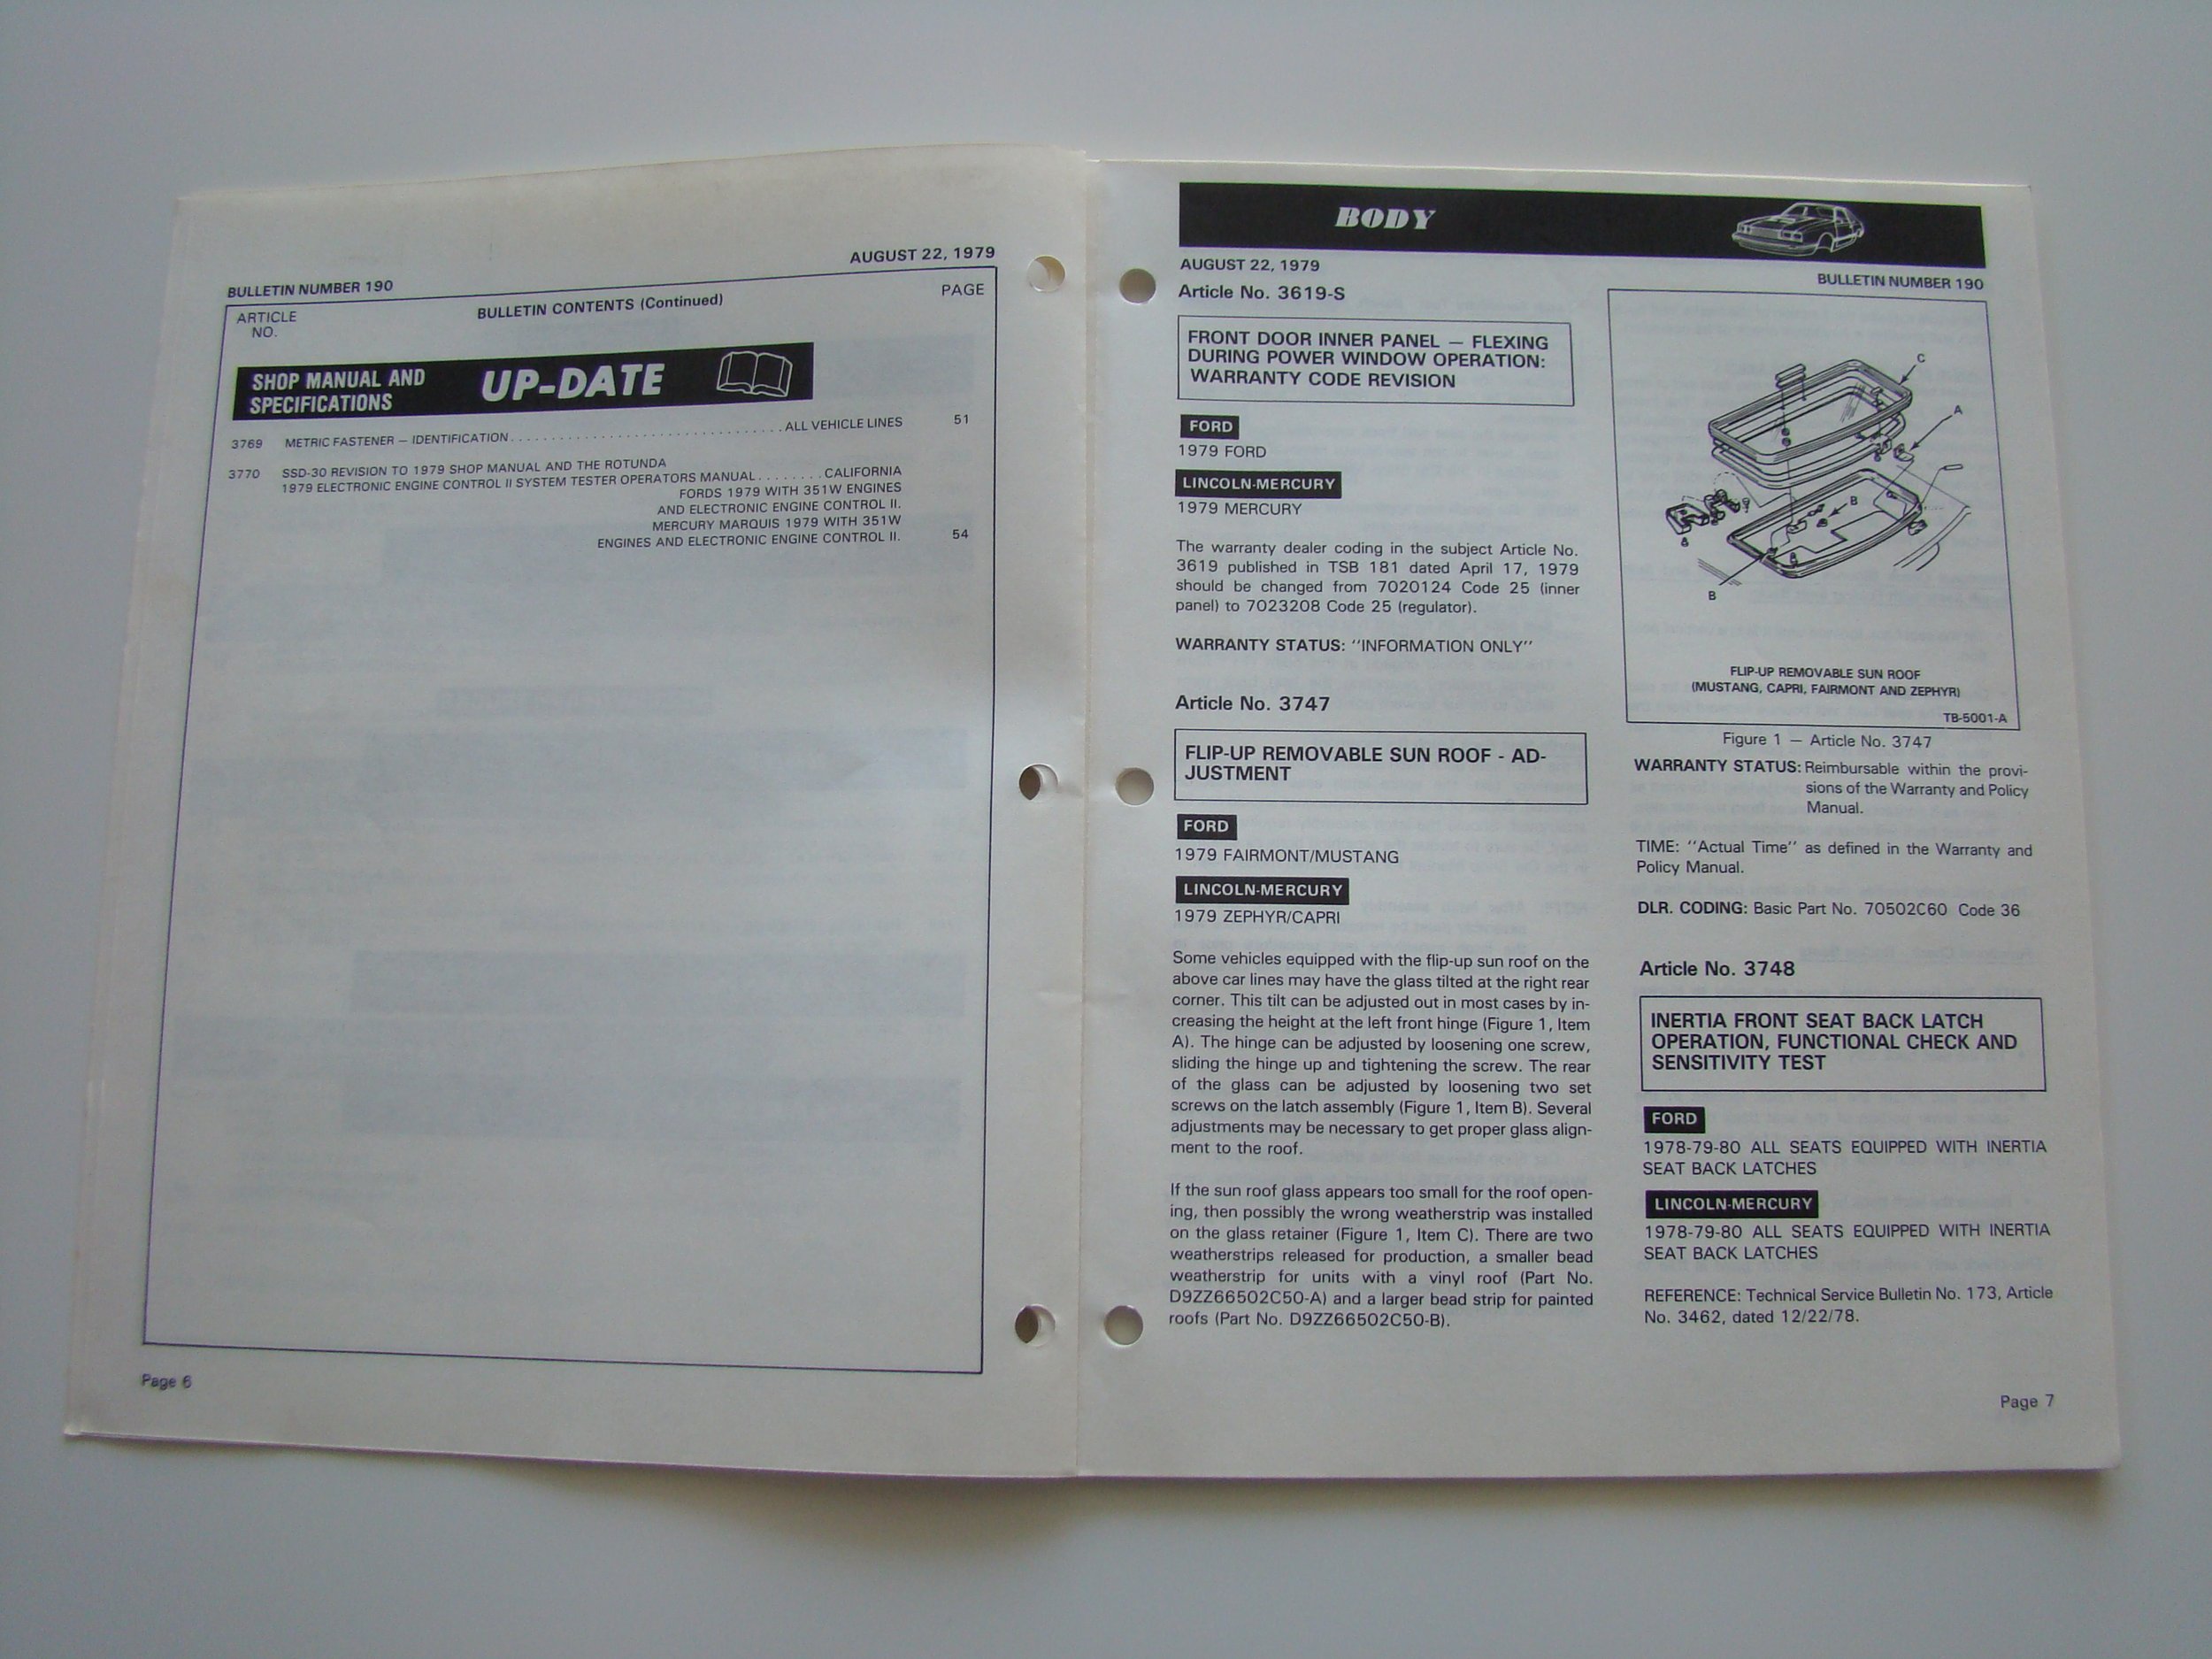 AUGUST 22, 1979
BULLETIN NUMBER 190
BULLETIN CONTENTS (Continued)
PAGE
ARTICLE
NO.
SHOP MANUAL AND
SPECIFICATIONS
UP-DATE
3769 METRIC FASTENER — IDENTIFICATION . . . . . . . . . . . . . . . . . . . . . . . . . . . . . . . . . ALL VEHICLE LINES 51
3770 SSD-30 REVISION TO 1979 SHOP MANUAL AND THE ROTUNDA
1979 ELECTRONIC ENGINE CONTROL II SYSTEM TESTER OPERATORS MANUAL . . . . . . . . CALIFORNIA
FORDS 1979 WITH 351W ENGINES
AND ELECTRONIC ENGINE CONTROL II.
MERCURY MARQUIS 1979 WITH 351W
ENGINES AND ELECTRONIC ENGINE CONTROL II. 54
Page 6
BODY
AUGUST 22, 1979
BULLETIN NUMBER 190
Article No. 3619-S
FRONT DOOR INNER PANEL — FLEXING
DURING POWER WINDOW OPERATION:
WARRANTY CODE REVISION
FORD
1979 FORD
LINCOLN-MERCURY
1979 MERCURY
The warranty dealer coding in the subject Article No.
3619 published in TSB 181 dated April 17, 1979
should be changed from 7020124 Code 25 (inner
panel) to 7023208 Code 25 (regulator).
WARRANTY STATUS: ''INFORMATION ONLY''
Article No. 3747
FLIP-UP REMOVABLE SUN ROOF - AD-
JUSTMENT
FORD
1979 FAIRMONT/MUSTANG
LINCOLN-MERCURY
1979 ZEPHYR/CAPRI
Some vehicles equipped with the flip-up sun roof on the
above car lines may have the glass tilted at the right rear
corner. This tilt can be adjusted out in most cases by in-
creasing the height at the left front hinge (Figure 1, Item
A). The hinge can be adjusted by loosening one screw,
sliding the hinge up and tightening the screw. The rear
of the glass can be adjusted by loosening two set
screws on the latch assembly (Figure 1, Item B). Several
adjustments may be necessary to get proper glass align-
ment to the roof.
If the sun roof glass appears too small for the roof open-
ing, then possibly the wrong weatherstrip was installed
on the glass retainer (Figure 1, Item C). There are two
weatherstrips released for production, a smaller bead
weatherstrip for units with a vinyl roof (Part No.
D9ZZ66502C50-A) and a larger bead strip for painted
roofs (Part No. D9ZZ66502C50-B).
C
A
B
B
FLIP-UP REMOVABLE SUN ROOF
(MUSTANG, CAPRI, FAIRMONT AND ZEPHYR)
TB-5001-A
Figure 1 — Article No. 3747
WARRANTY STATUS: Reimbursable within the provi-
sions of the Warranty and Policy
Manual.
TIME: ''Actual Time'' as defined in the Warranty and
Policy Manual.
DLR. CODING: Basic Part No. 70502C60 Code 36
Article No. 3748
INERTIA FRONT SEAT BACK LATCH
OPERATION, FUNCTIONAL CHECK AND
SENSITIVITY TEST
FORD
1978-79-80 ALL SEATS EQUIPPED WITH INERTIA
SEAT BACK LATCHES
LINCOLN-MERCURY
1978-79-80 ALL SEATS EQUIPPED WITH INERTIA
SEAT BACK LATCHES
REFERENCE: Technical Service Bulletin No. 173, Article
No. 3462, dated 12/22/78.
Page 7